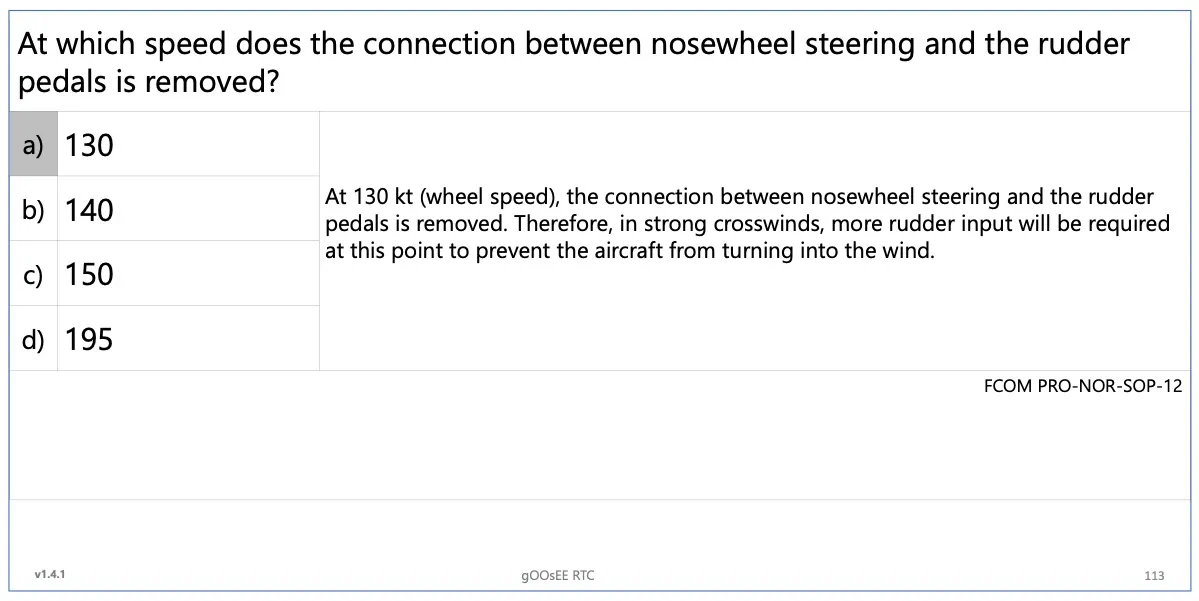 At which speed does the connection between nosewheel steering and the rudder
pedals is removed?
a) 130
b) 140
c) 150
d) 195
At 130 kt (wheel speed), the connection between nosewheel steering and the rudder
pedals is removed. Therefore, in strong crosswinds, more rudder input will be required
at this point to prevent the aircraft from turning into the wind.
FCOM PRO-NOR-SOP-12
v1.4.1
gOOsEE RTC
113